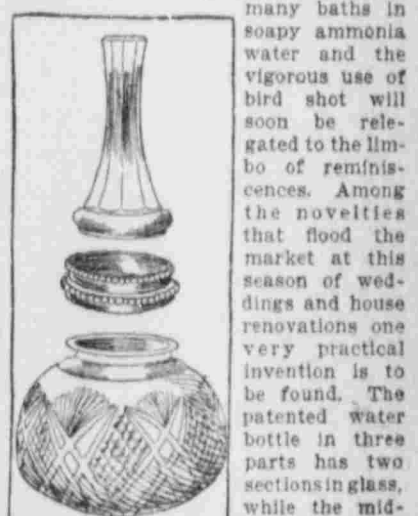 many baths in
soapy ammonia
water and the
vigorous use of
bird shot will
soon be rele-
gated to the lim-
bo of reminis-
cences. Among
the novelties
that flood the
market at this
season of wed-
dings and house
renovations one
very practical
invention is to
be found. The
patented water
bottle in three
parts has two
sections in glass,
while the mid-